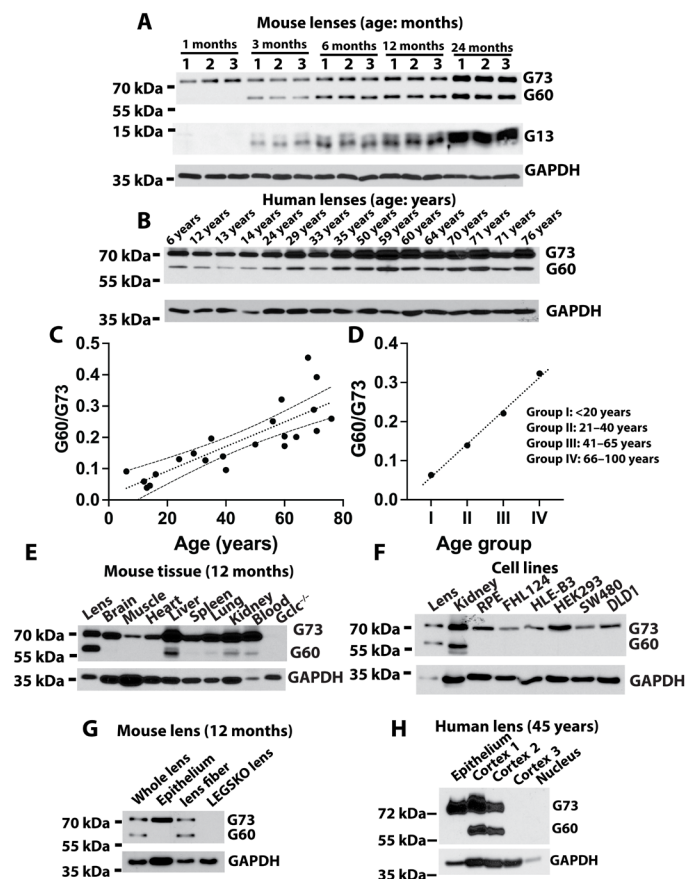 A
Mouse lenses (age: months)
1 months 3 months 6 months 12 months 24 months
1 2 3 1 2 3 1 2 3 1 2 3 1 2 3
G73
70 kDa
G60
55 kDa
15 kDa
G13
GAPDH
35 kDa
Human lenses (age: years)
B
6 years 12 years 13 years 14 years 24 years 29 years 33 years 35 years 50 years 59 years 60 years 64 years 70 years 71 years 71 years 76 years
70 kDa G73
G60
55 kDa
GAPDH
35 kDa
C
G60/G73
0.5
0.4
0.3
0.2
0.1
0.0
0 20 40 60 80
Age (years)
D
G60/G73
0.4
0.3
0.2
0.1
0.0
Group I: <20 years
Group II: 21–40 years
Group III: 41–65 years
Group IV: 66–100 years
I II III IV
Age group
E
Mouse tissue (12 months)
Lens Brain Muscle Heart Liver Spleen Lung Kidney Blood Gclc-/-
70 kDa G73
55 kDa G60
35 kDa GAPDH
F
Cell lines
Lens Kidney RPE FHL124 HLE-B3 HEK293 SW480 DLD1
70 kDa G73
55 kDa G60
35 kDa GAPDH
G
Mouse lens (12 months)
Whole lens Epithelium lens fiber LEGSKO lens
70 kDa G73
G60
55 kDa
GAPDH
35 kDa
H
Human lens (45 years)
Epithelium Cortex 1 Cortex 2 Cortex 3 Nucleus
72 kDa G73
G60
55 kDa
GAPDH
35 kDa